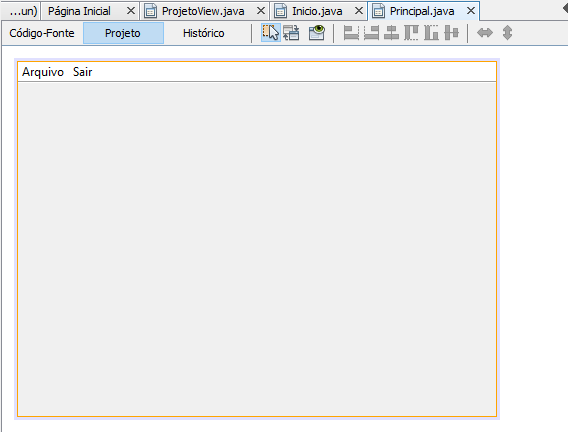 ...un) Página Inicial ProjetoView.java Inicio.java Principal.java
Código-Fonte Projeto Histórico
Arquivo Sair